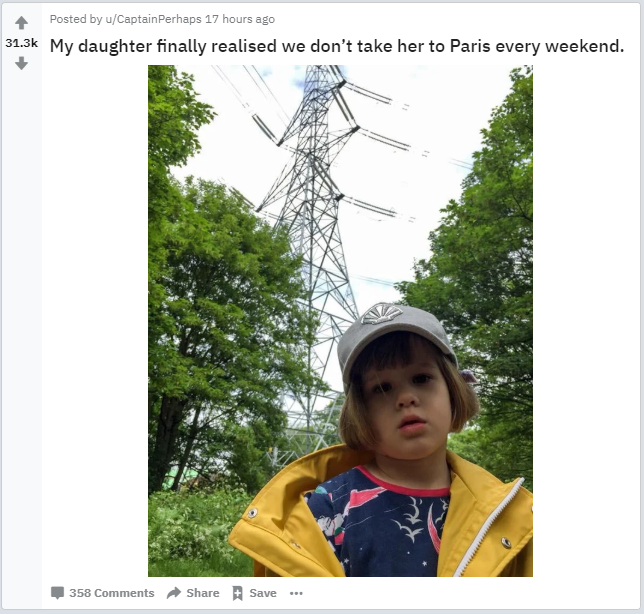 Posted by u/CaptainPerhaps 17 hours ago
31.3k
My daughter finally realised we don’t take her to Paris every weekend.
358 Comments Share Save